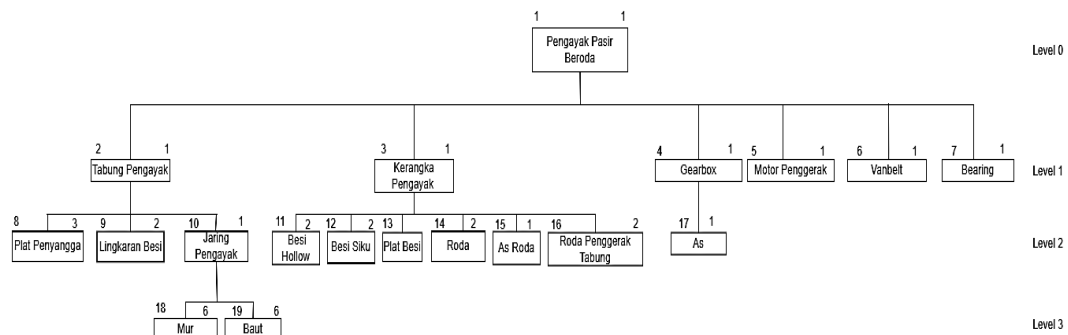 1 1
Pengayak Pasir
Beroda
Level 0
2 1
Tabung Pengayak
3 1
Kerangka
Pengayak
4 1
Gearbox
5 1
Motor Penggerak
6 1
Vanbelt
7 1
Bearing
Level 1
8 3
Plat Penyangga
9 2
Lingkaran Besi
10 1
Jaring
Pengayak
11 2
Besi
Hollow
12 2
Besi Siku
13
Plat Besi
14 2
Roda
15 1
As Roda
16 2
Roda Penggerak
Tabung
17 1
As
Level 2
18 6
Mur
19 6
Baut
Level 3